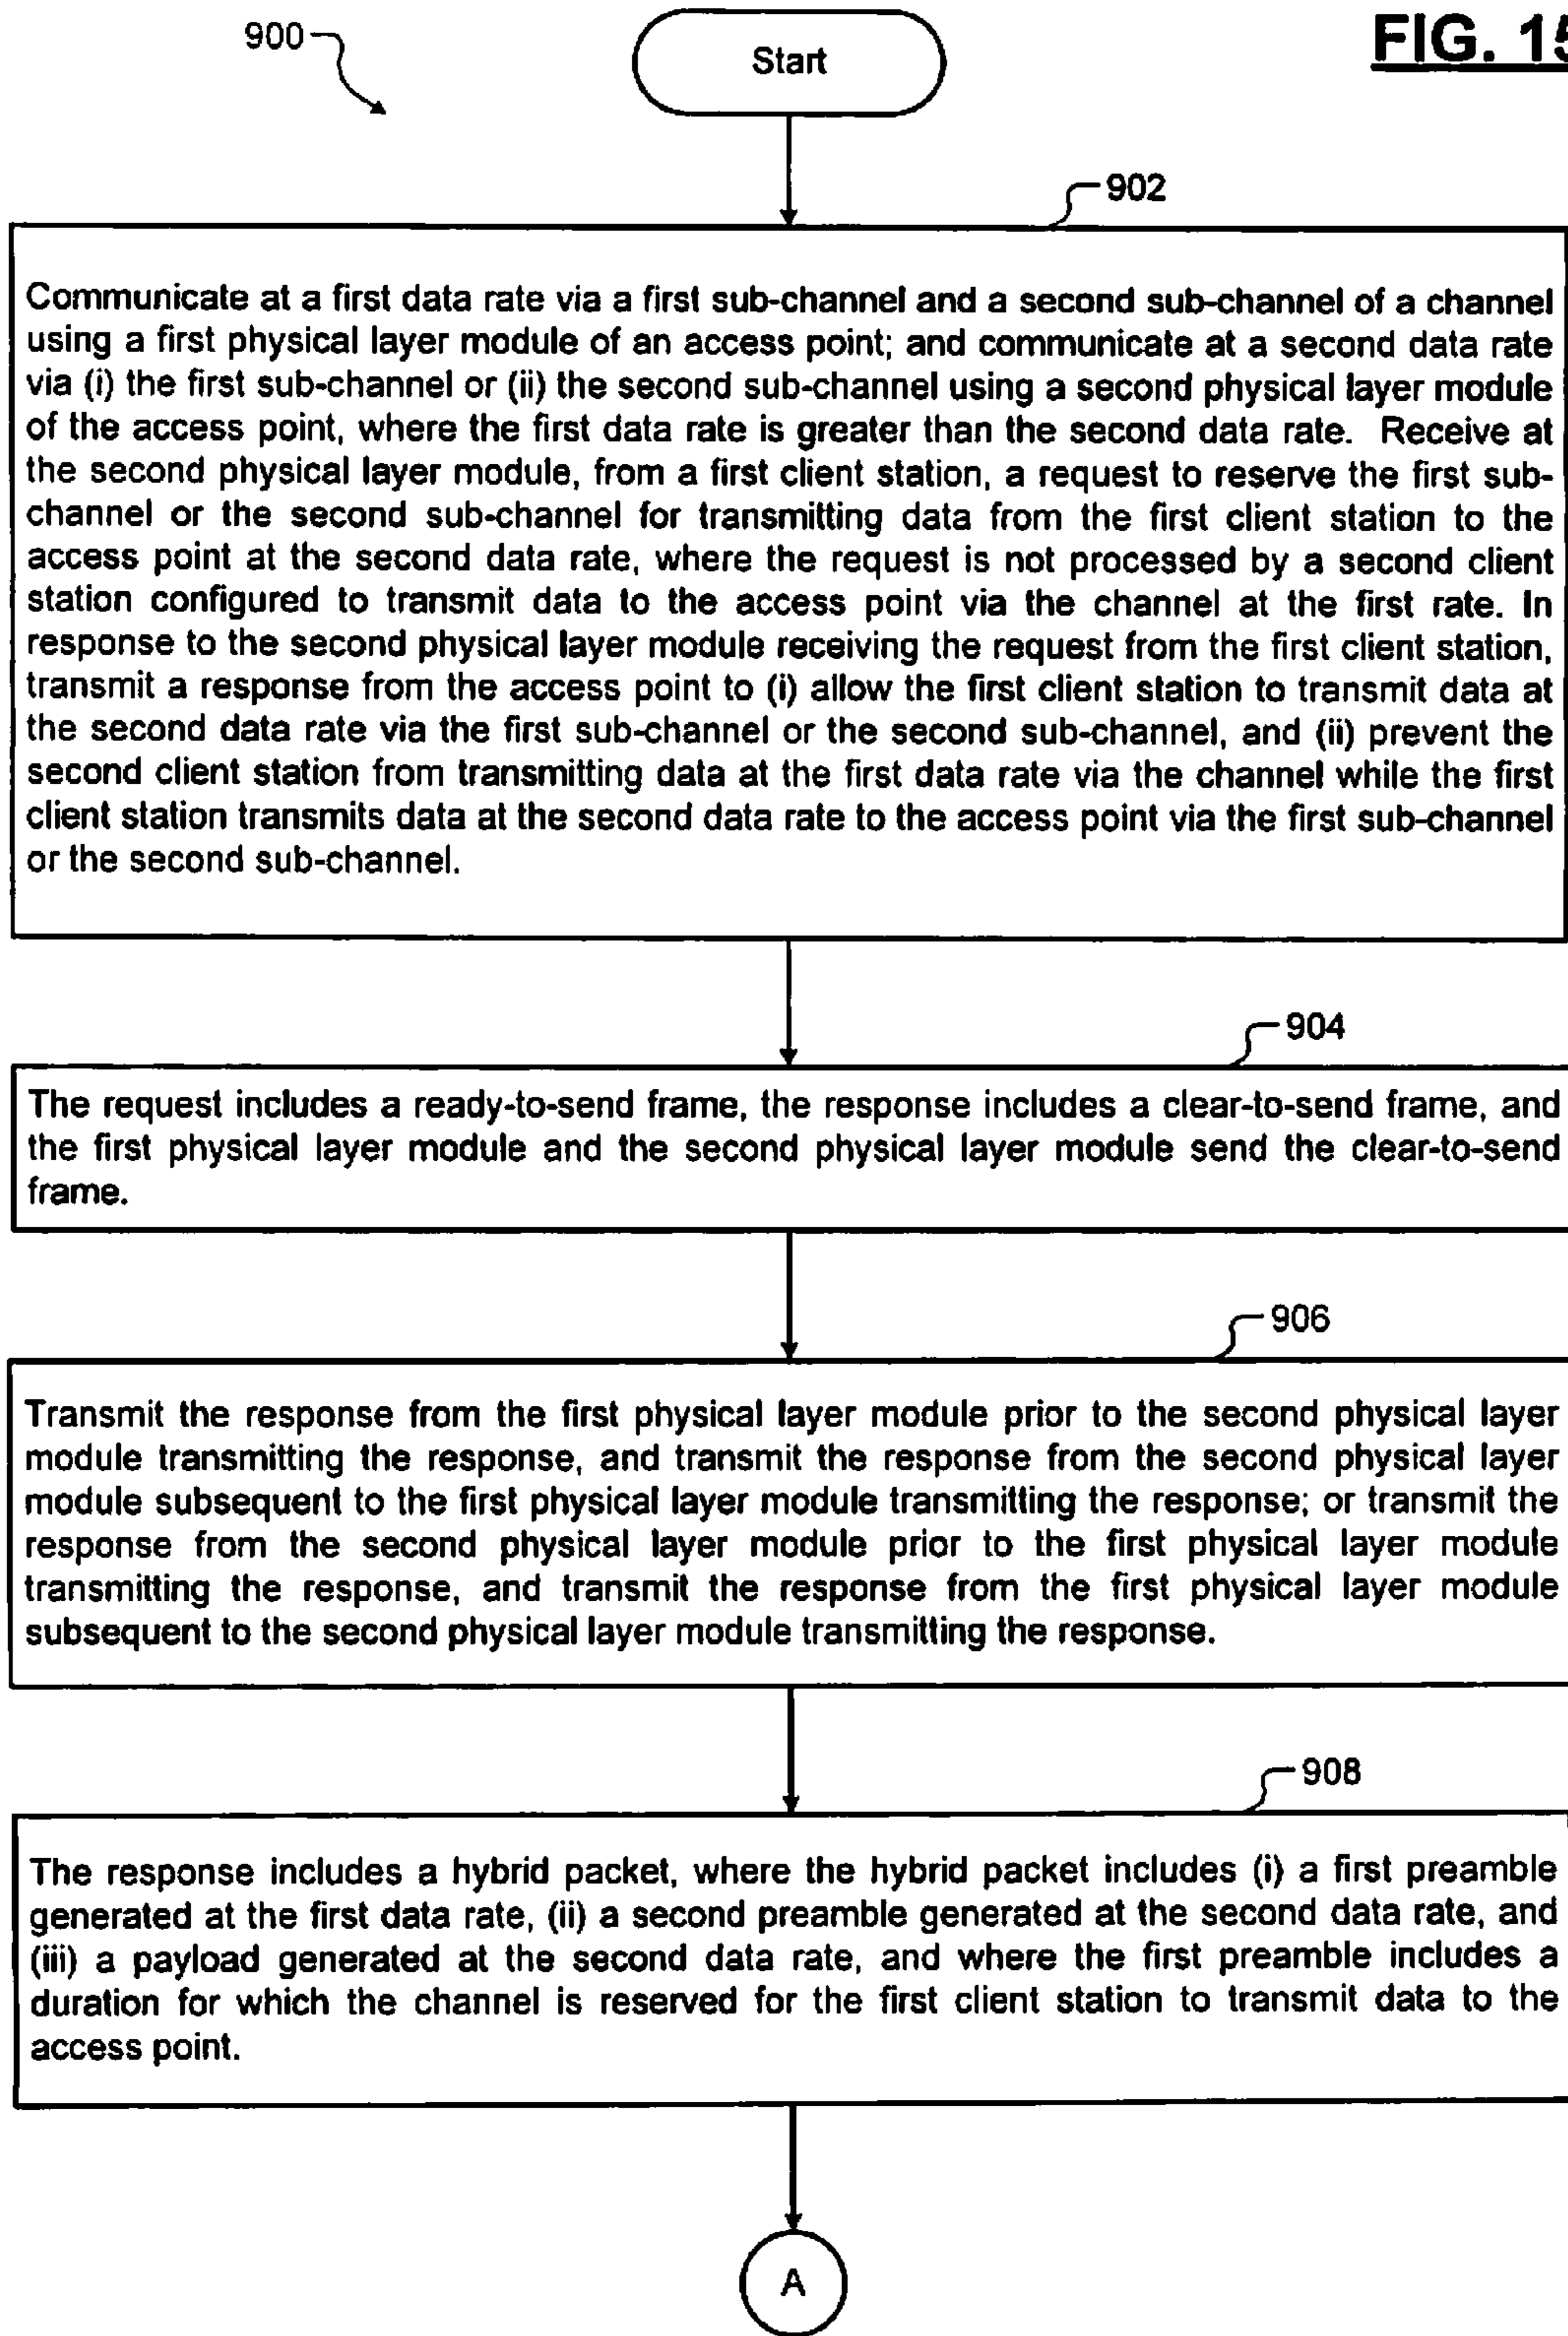 900
Start
FIG. 15
902
Communicate at a first data rate via a first sub-channel and a second sub-channel of a channel
using a first physical layer module of an access point; and communicate at a second data rate
via (i) the first sub-channel or (ii) the second sub-channel using a second physical layer module
of the access point, where the first data rate is greater than the second data rate. Receive at
the second physical layer module, from a first client station, a request to reserve the first sub-
channel or the second sub-channel for transmitting data from the first client station to the
access point at the second data rate, where the request is not processed by a second client
station configured to transmit data to the access point via the channel at the first rate. In
response to the second physical layer module receiving the request from the first client station,
transmit a response from the access point to (i) allow the first client station to transmit data at
the second data rate via the first sub-channel or the second sub-channel, and (ii) prevent the
second client station from transmitting data at the first data rate via the channel while the first
client station transmits data at the second data rate to the access point via the first sub-channel
or the second sub-channel.
904
The request includes a ready-to-send frame, the response includes a clear-to-send frame, and
the first physical layer module and the second physical layer module send the clear-to-send
frame.
906
Transmit the response from the first physical layer module prior to the second physical layer
module transmitting the response, and transmit the response from the second physical layer
module subsequent to the first physical layer module transmitting the response; or transmit the
response from the second physical layer module prior to the first physical layer module
transmitting the response, and transmit the response from the first physical layer module
subsequent to the second physical layer module transmitting the response.
908
The response includes a hybrid packet, where the hybrid packet includes (i) a first preamble
generated at the first data rate, (ii) a second preamble generated at the second data rate, and
(iii) a payload generated at the second data rate, and where the first preamble includes a
duration for which the channel is reserved for the first client station to transmit data to the
access point.
A